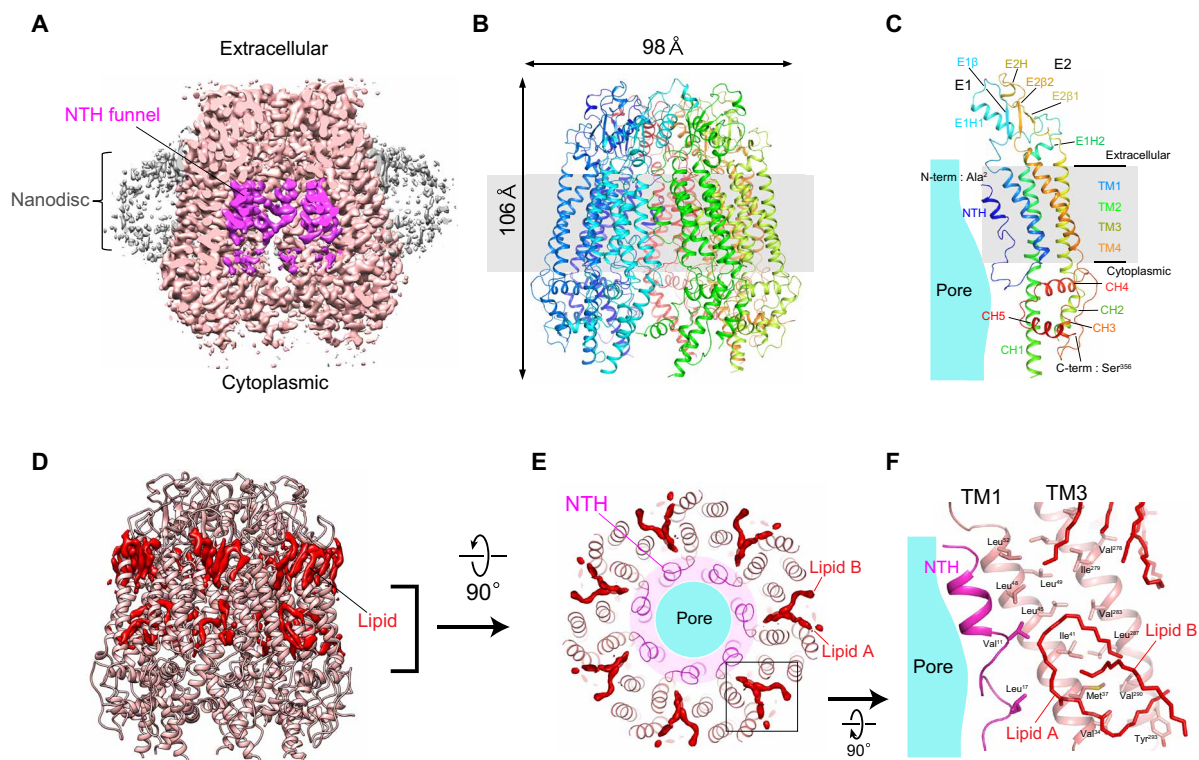 A
Extracellular
NTH funnel
Nanodisc
Cytoplasmic
B
98 Å
106 Å
C
E1β
E2H
E2
E1
E2β2
E2β1
E1H1
E1H2
Extracellular
N-term : Ala²
TM1
NTH
TM2
TM3
TM4
Cytoplasmic
Pore
CH4
CH2
CH5
CH3
CH1
C-term : Ser³⁵⁶
D
Lipid
90°
E
NTH
Lipid B
Pore
Lipid A
90°
F
TM1
TM3
Val²⁷⁸
Ile²⁷⁹
NTH
Leu⁴⁸
Leu⁴⁹
Leu⁴⁵
Val²⁸³
Pore
Val¹¹
Ile⁴¹
Leu²⁸⁷
Lipid B
Leu¹⁷
Met³⁷
Val²⁹⁰
Lipid A
Val³⁴
Tyr²⁹³